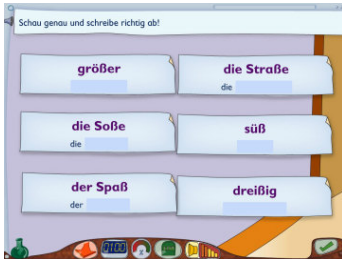 Schau genau und schreibe richtig ab!
größer
die Straße
die
die Soße
die
süß
der Spaß
der
dreißig